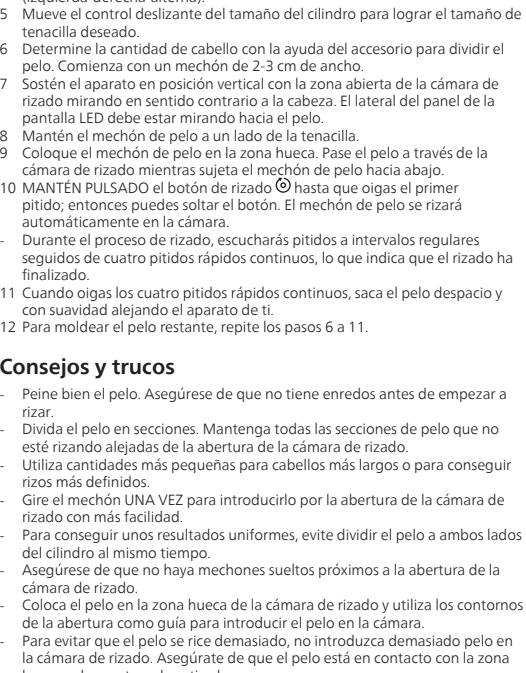 (izquierda-derecha-alterna).
5 Mueve el control deslizante del tamaño del cilindro para lograr el tamaño de
tenacilla deseado.
6 Determine la cantidad de cabello con la ayuda del accesorio para dividir el
pelo. Comienza con un mechón de 2-3 cm de ancho.
7 Sostén el aparato en posición vertical con la zona abierta de la cámara de
rizado mirando en sentido contrario a la cabeza. El lateral del panel de la
pantalla LED debe estar mirando hacia el pelo.
8 Mantén el mechón de pelo a un lado de la tenacilla.
9 Coloque el mechón de pelo en la zona hueca. Pase el pelo a través de la
cámara de rizado mientras sujeta el mechón de pelo hacia abajo.
10 MANTÉN PULSADO el botón de rizado hasta que oigas el primer
pitido; entonces puedes soltar el botón. El mechón de pelo se rizará
automáticamente en la cámara.
- Durante el proceso de rizado, escucharás pitidos a intervalos regulares
seguidos de cuatro pitidos rápidos continuos, lo que indica que el rizado ha
finalizado.
11 Cuando oigas los cuatro pitidos rápidos continuos, saca el pelo despacio y
con suavidad alejando el aparato de ti.
12 Para moldear el pelo restante, repite los pasos 6 a 11.
Consejos y trucos
- Peine bien el pelo. Asegúrese de que no tiene enredos antes de empezar a
rizar.
- Divida el pelo en secciones. Mantenga todas las secciones de pelo que no
esté rizando alejadas de la abertura de la cámara de rizado.
- Utiliza cantidades más pequeñas para cabellos más largos o para conseguir
rizos más definidos.
- Gire el mechón UNA VEZ para introducirlo por la abertura de la cámara de
rizado con más facilidad.
- Para conseguir unos resultados uniformes, evite dividir el pelo a ambos lados
del cilindro al mismo tiempo.
- Asegúrese de que no haya mechones sueltos próximos a la abertura de la
cámara de rizado.
- Coloca el pelo en la zona hueca de la cámara de rizado y utiliza los contornos
de la abertura como guía para introducir el pelo en la cámara.
- Para evitar que el pelo se rice demasiado, no introduzca demasiado pelo en
la cámara de rizado. Asegúrate de que el pelo está en contacto con la zona